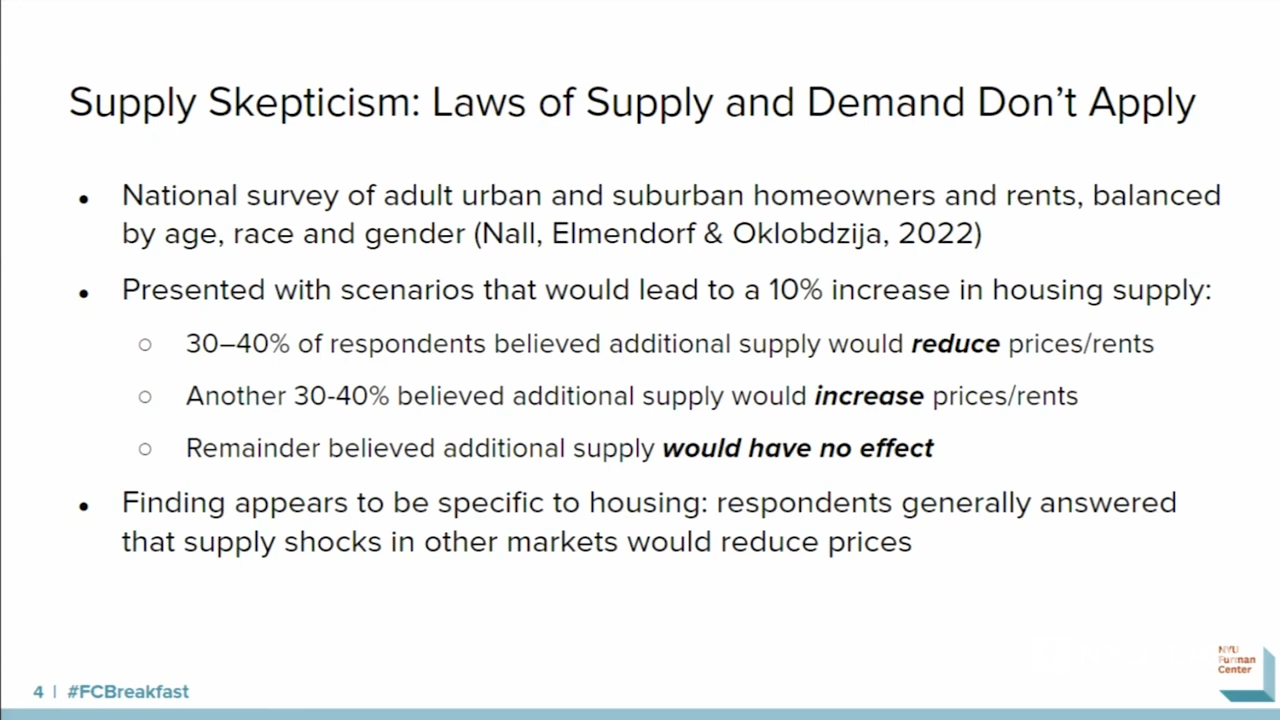 Supply Skepticism: Laws of Supply and Demand Don't Apply
• National survey of adult urban and suburban homeowners and rents, balanced
by age, race and gender (Nall, Elmendorf & Oklobdzija, 2022)
• Presented with scenarios that would lead to a 10% increase in housing supply:
○ 30–40% of respondents believed additional supply would reduce prices/rents
○ Another 30-40% believed additional supply would increase prices/rents
○ Remainder believed additional supply would have no effect
• Finding appears to be specific to housing: respondents generally answered
that supply shocks in other markets would reduce prices
4 | #FCBreakfast
NYU
Furman
Center